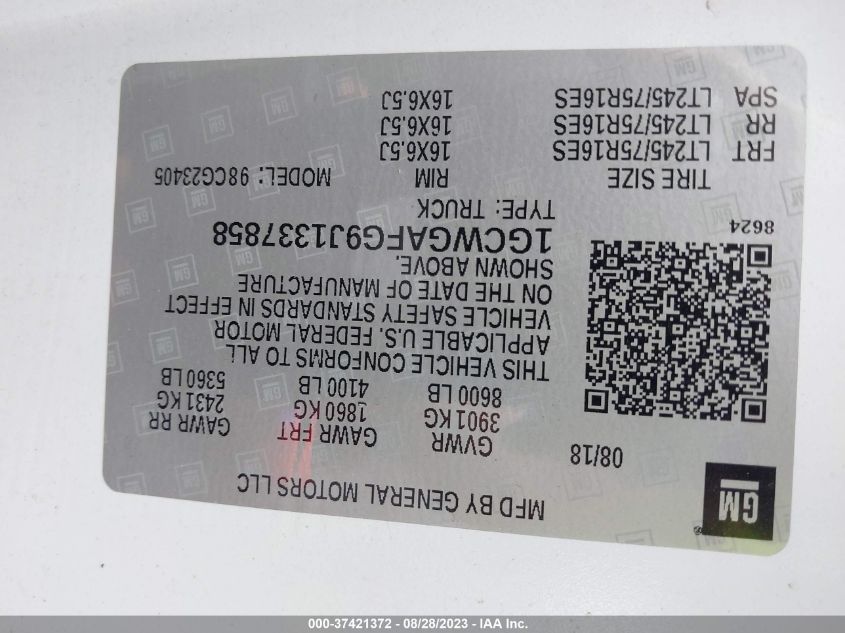 GM
MFD BY GENERAL MOTORS LLC
08/18
GVWR GAWR FRT GAWR RR
3901 KG 1860 KG 2431 KG
8600 LB 4100 LB 5360 LB
THIS VEHICLE CONFORMS TO ALL
APPLICABLE U.S. FEDERAL MOTOR
VEHICLE SAFETY STANDARDS IN EFFECT
ON THE DATE OF MANUFACTURE
SHOWN ABOVE.
1GCWGAFG9J1337858
8624
TYPE: TRUCK
TIRE SIZE RIM MODEL: 98CG23405
FRT LT245/75R16ES 16X6.5J
RR LT245/75R16ES 16X6.5J
SPA LT245/75R16ES 16X6.5J
000-37421372 - 08/28/2023 - IAA Inc.